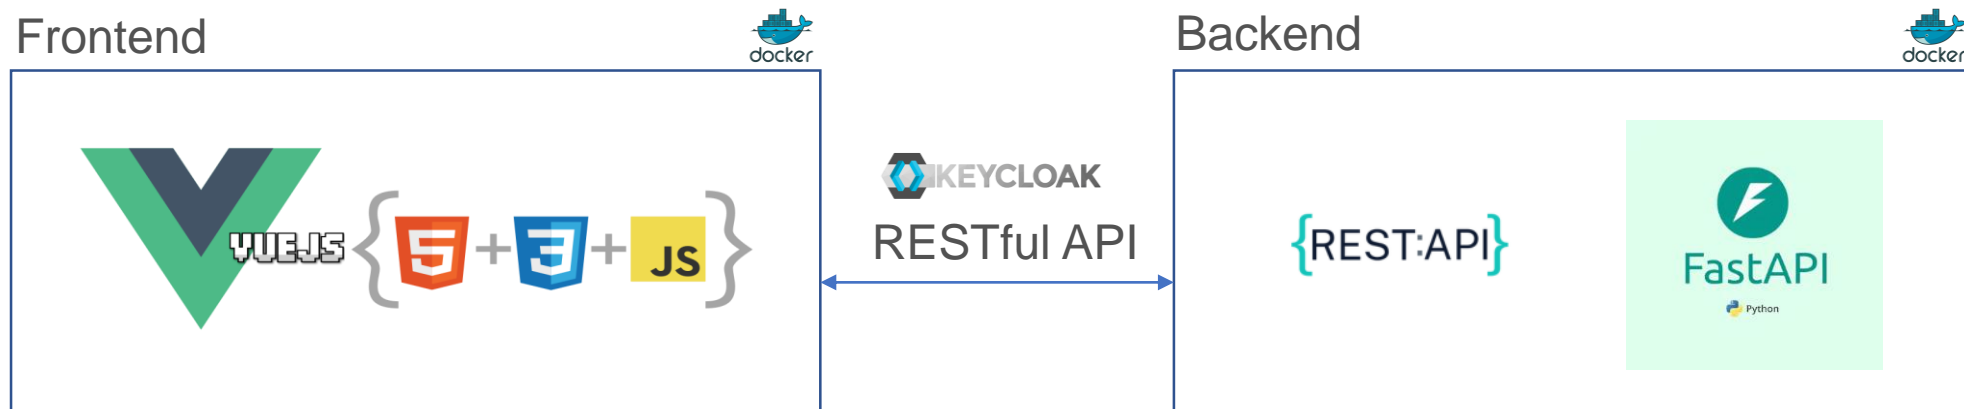 Frontend
docker
Backend
docker
VUEJS
5
+
3
+
JS
KEYCLOAK
RESTful API
{REST:API}
FastAPI
Python